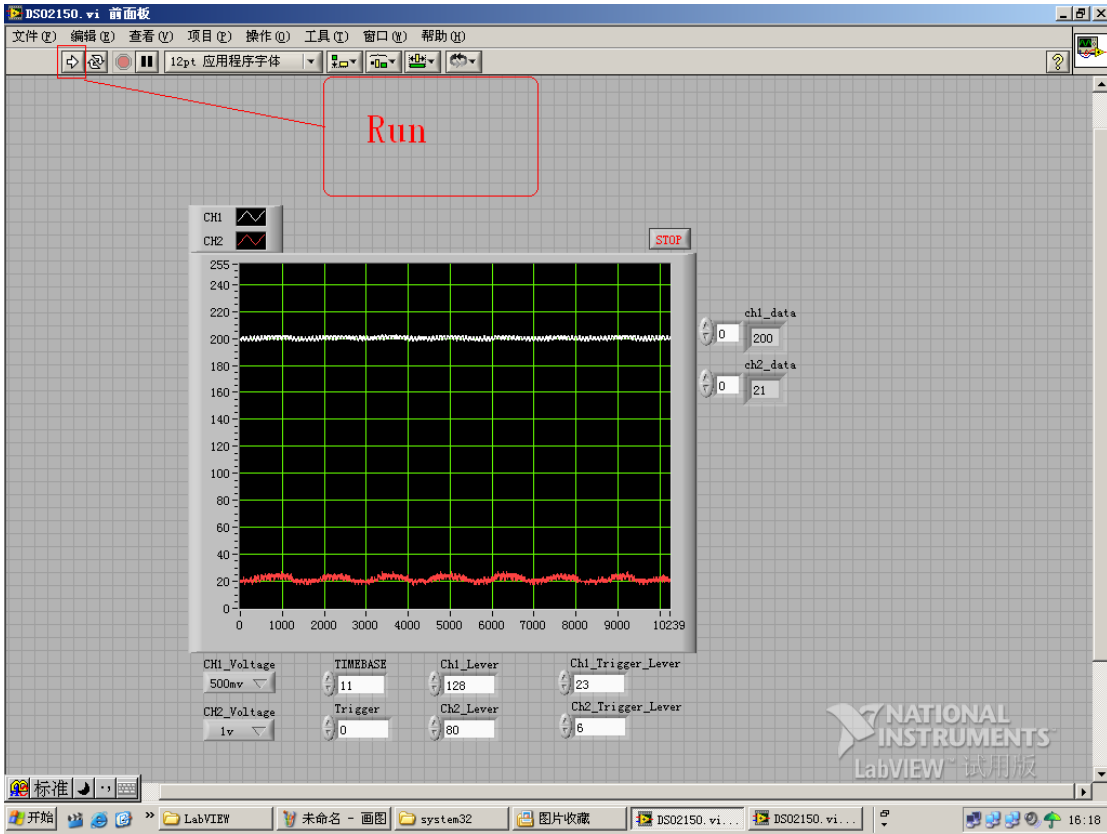 DSO2150.vi 前面板
文件(F) 编辑(E) 查看(V) 项目(P) 操作(O) 工具(T) 窗口(W) 帮助(H)
12pt 应用程序字体
Run
CH1
CH2
STOP
255
240
220
200
180
160
140
120
100
80
60
40
20
0
0 1000 2000 3000 4000 5000 6000 7000 8000 9000 10239
ch1_data
0 200
ch2_data
0 21
CH1_Voltage TIMEBASE Ch1_Lever Ch1_Trigger_Lever
500mv 11 128 23
CH2_Voltage Trigger Ch2_Lever Ch2_Trigger_Lever
1v 0 80 6
NATIONAL
INSTRUMENTS
LabVIEW™ 试用版
标准
开始 » LabVIEW 未命名 - 画图 system32 图片收藏 DSO2150.vi... DSO2150.vi... 16:18